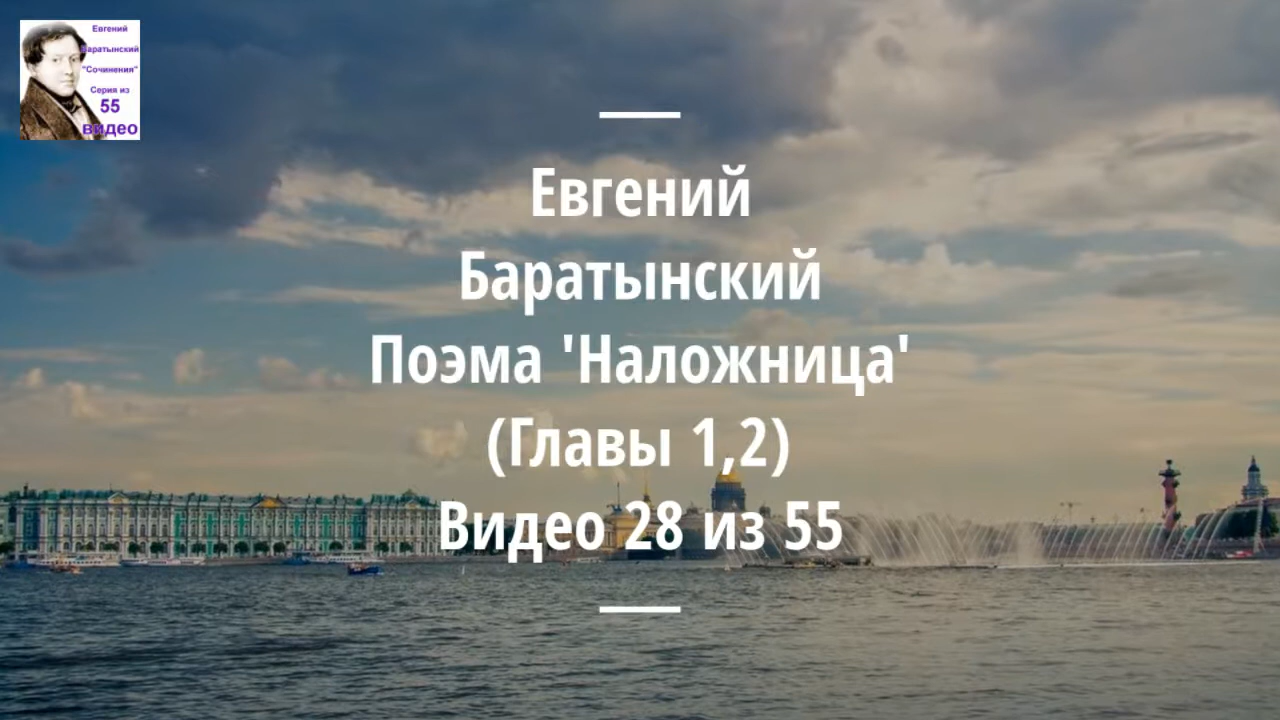 Евгений
Баратынский
"Сочинения"
Серия из
55
видео
Евгений
Баратынский
Поэма 'Наложница'
(Главы 1,2)
Видео 28 из 55